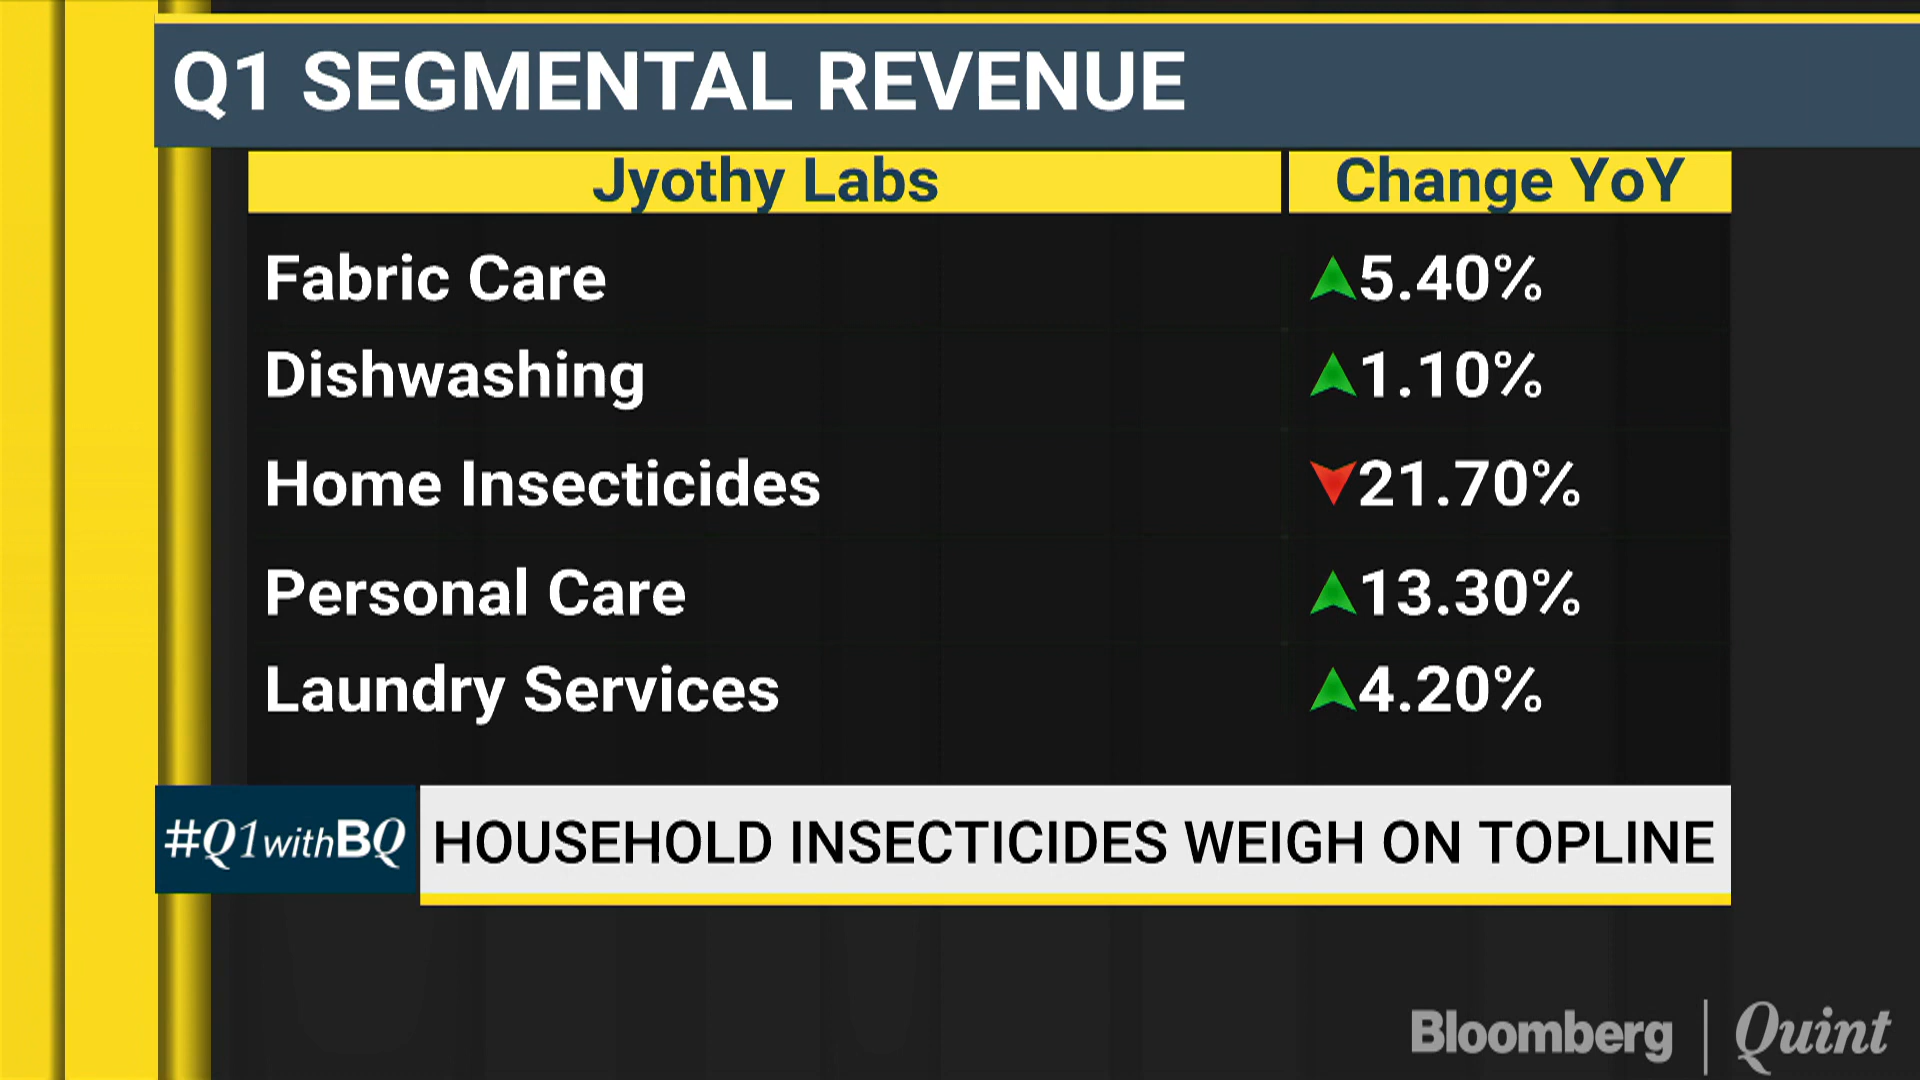 Q1 SEGMENTAL REVENUE
Jyothy Labs Change YoY
Fabric Care ▲5.40%
Dishwashing ▲1.10%
Home Insecticides ▼21.70%
Personal Care ▲13.30%
Laundry Services ▲4.20%
#Q1withBQ HOUSEHOLD INSECTICIDES WEIGH ON TOPLINE
Bloomberg | Quint